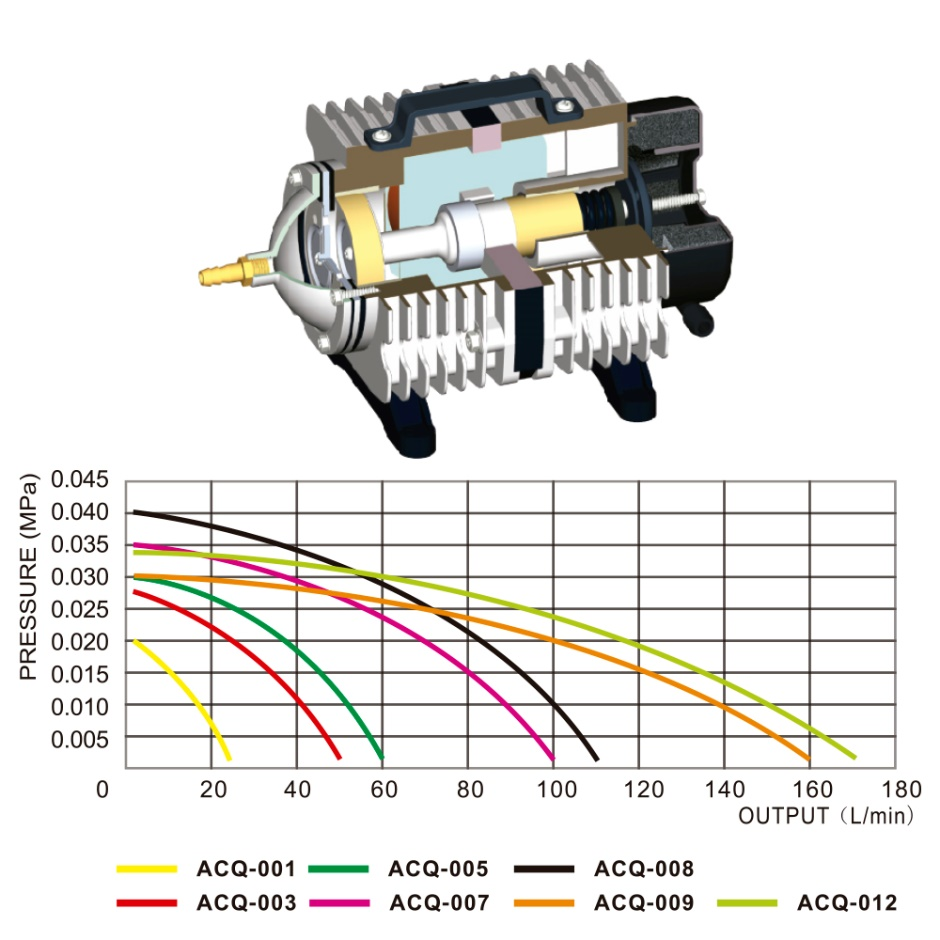 PRESSURE (MPa)
0.045
0.040
0.035
0.030
0.025
0.020
0.015
0.010
0.005
0 20 40 60 80 100 120 140 160 180
OUTPUT（L/min）
ACQ-001 ACQ-005 ACQ-008
ACQ-003 ACQ-007 ACQ-009 ACQ-012